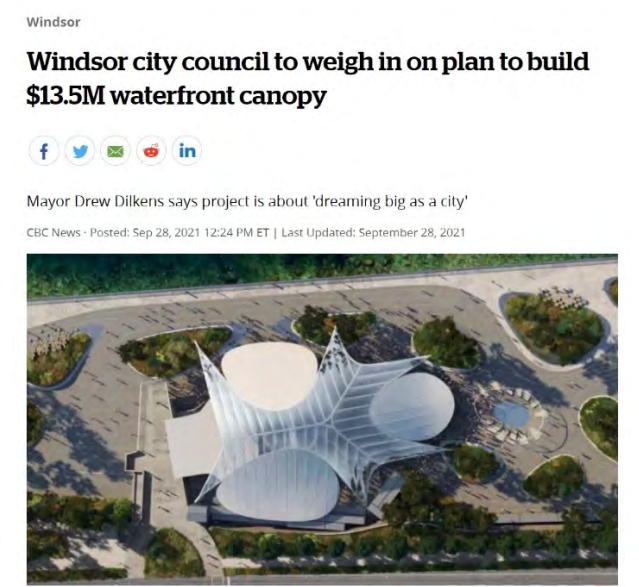 Windsor
Windsor city council to weigh in on plan to build
$13.5M waterfront canopy
f
in
Mayor Drew Dilkens says project is about 'dreaming big as a city'
CBC News · Posted: Sep 28, 2021 12:24 PM ET | Last Updated: September 28, 2021